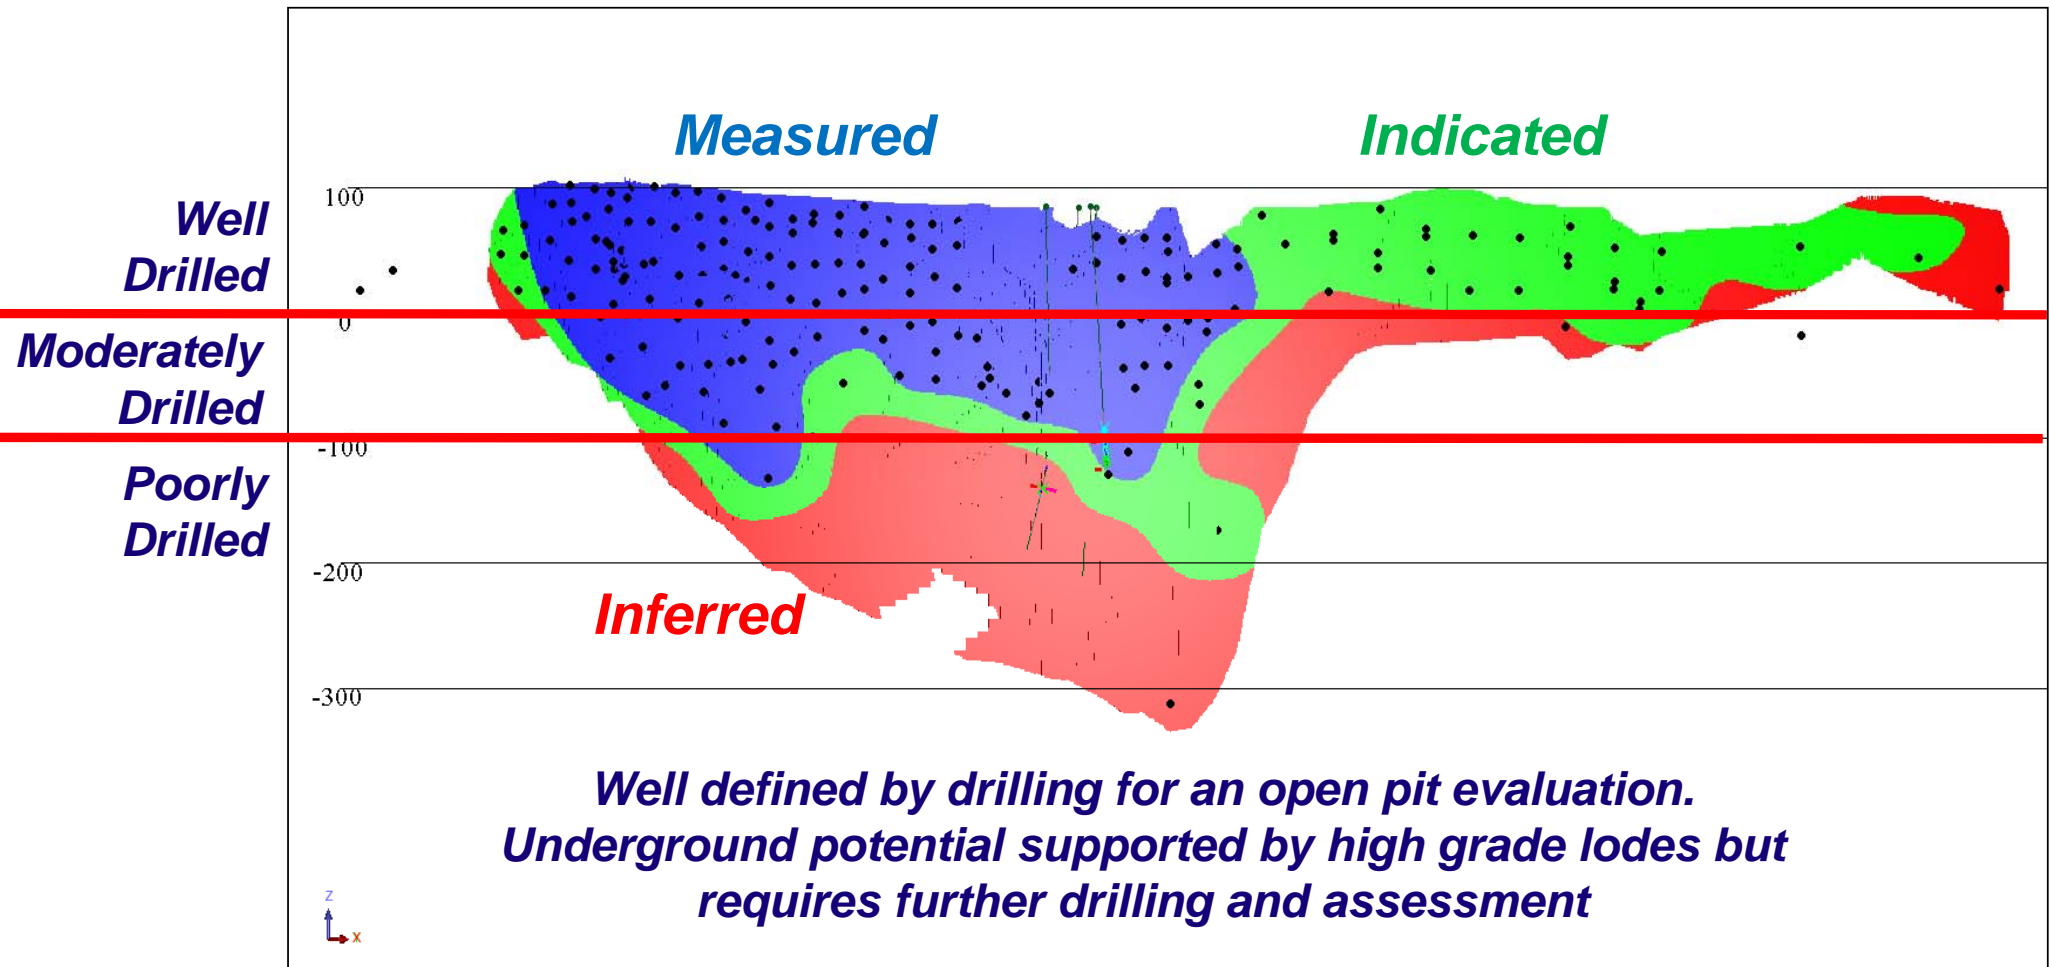 Measured
Indicated
100
Well
Drilled
0
Moderately
Drilled
-100
Poorly
Drilled
-200
Inferred
-300
Well defined by drilling for an open pit evaluation.
Underground potential supported by high grade lodes but
requires further drilling and assessment
Z
X